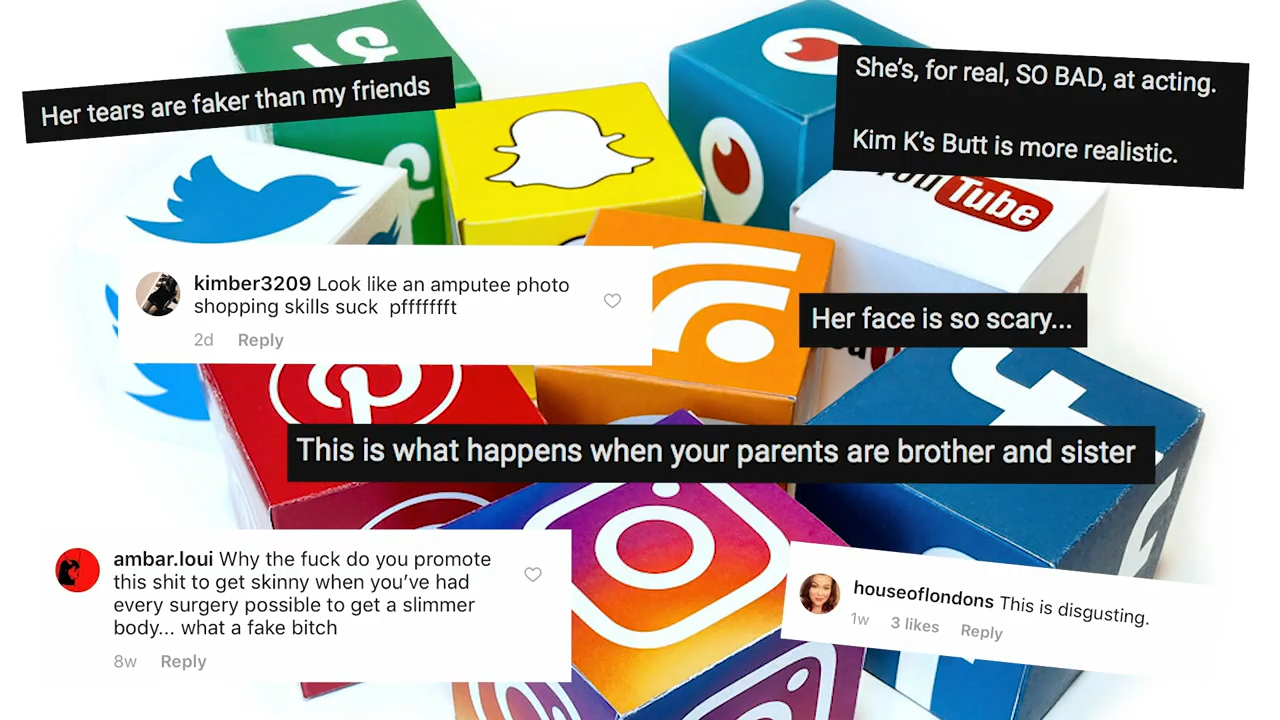 Her tears are faker than my friends
She's, for real, SO BAD, at acting.
Kim K's Butt is more realistic.
YouTube
kimber3209 Look like an amputee photo
shopping skills suck pffffffft
2d Reply
Her face is so scary...
This is what happens when your parents are brother and sister
ambar.loui Why the fuck do you promote
this shit to get skinny when you've had
every surgery possible to get a slimmer
body... what a fake bitch
8w Reply
houseoflondons This is disgusting.
1w 3 likes Reply